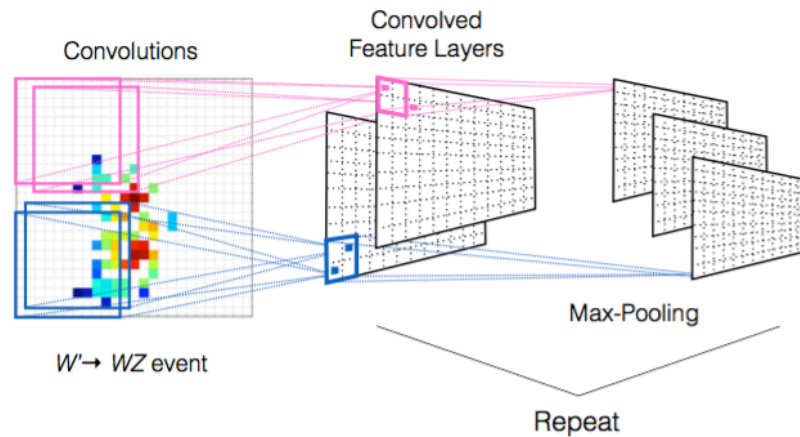 Convolutions
Convolved
Feature Layers
Max-Pooling
W'→ WZ event
Repeat